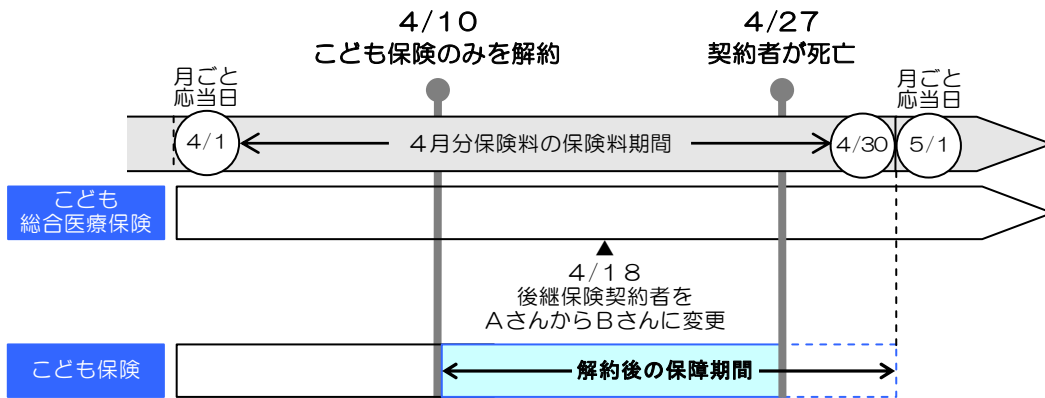 4/10
こども保険のみを解約
4/27
契約者が死亡
月ごと
応当日
月ごと
応当日
4/1
4月分保険料の保険料期間
4/30
5/1
こども
総合医療保険
▲
4/18
後継保険契約者を
AさんからBさんに変更
こども保険
解約後の保障期間